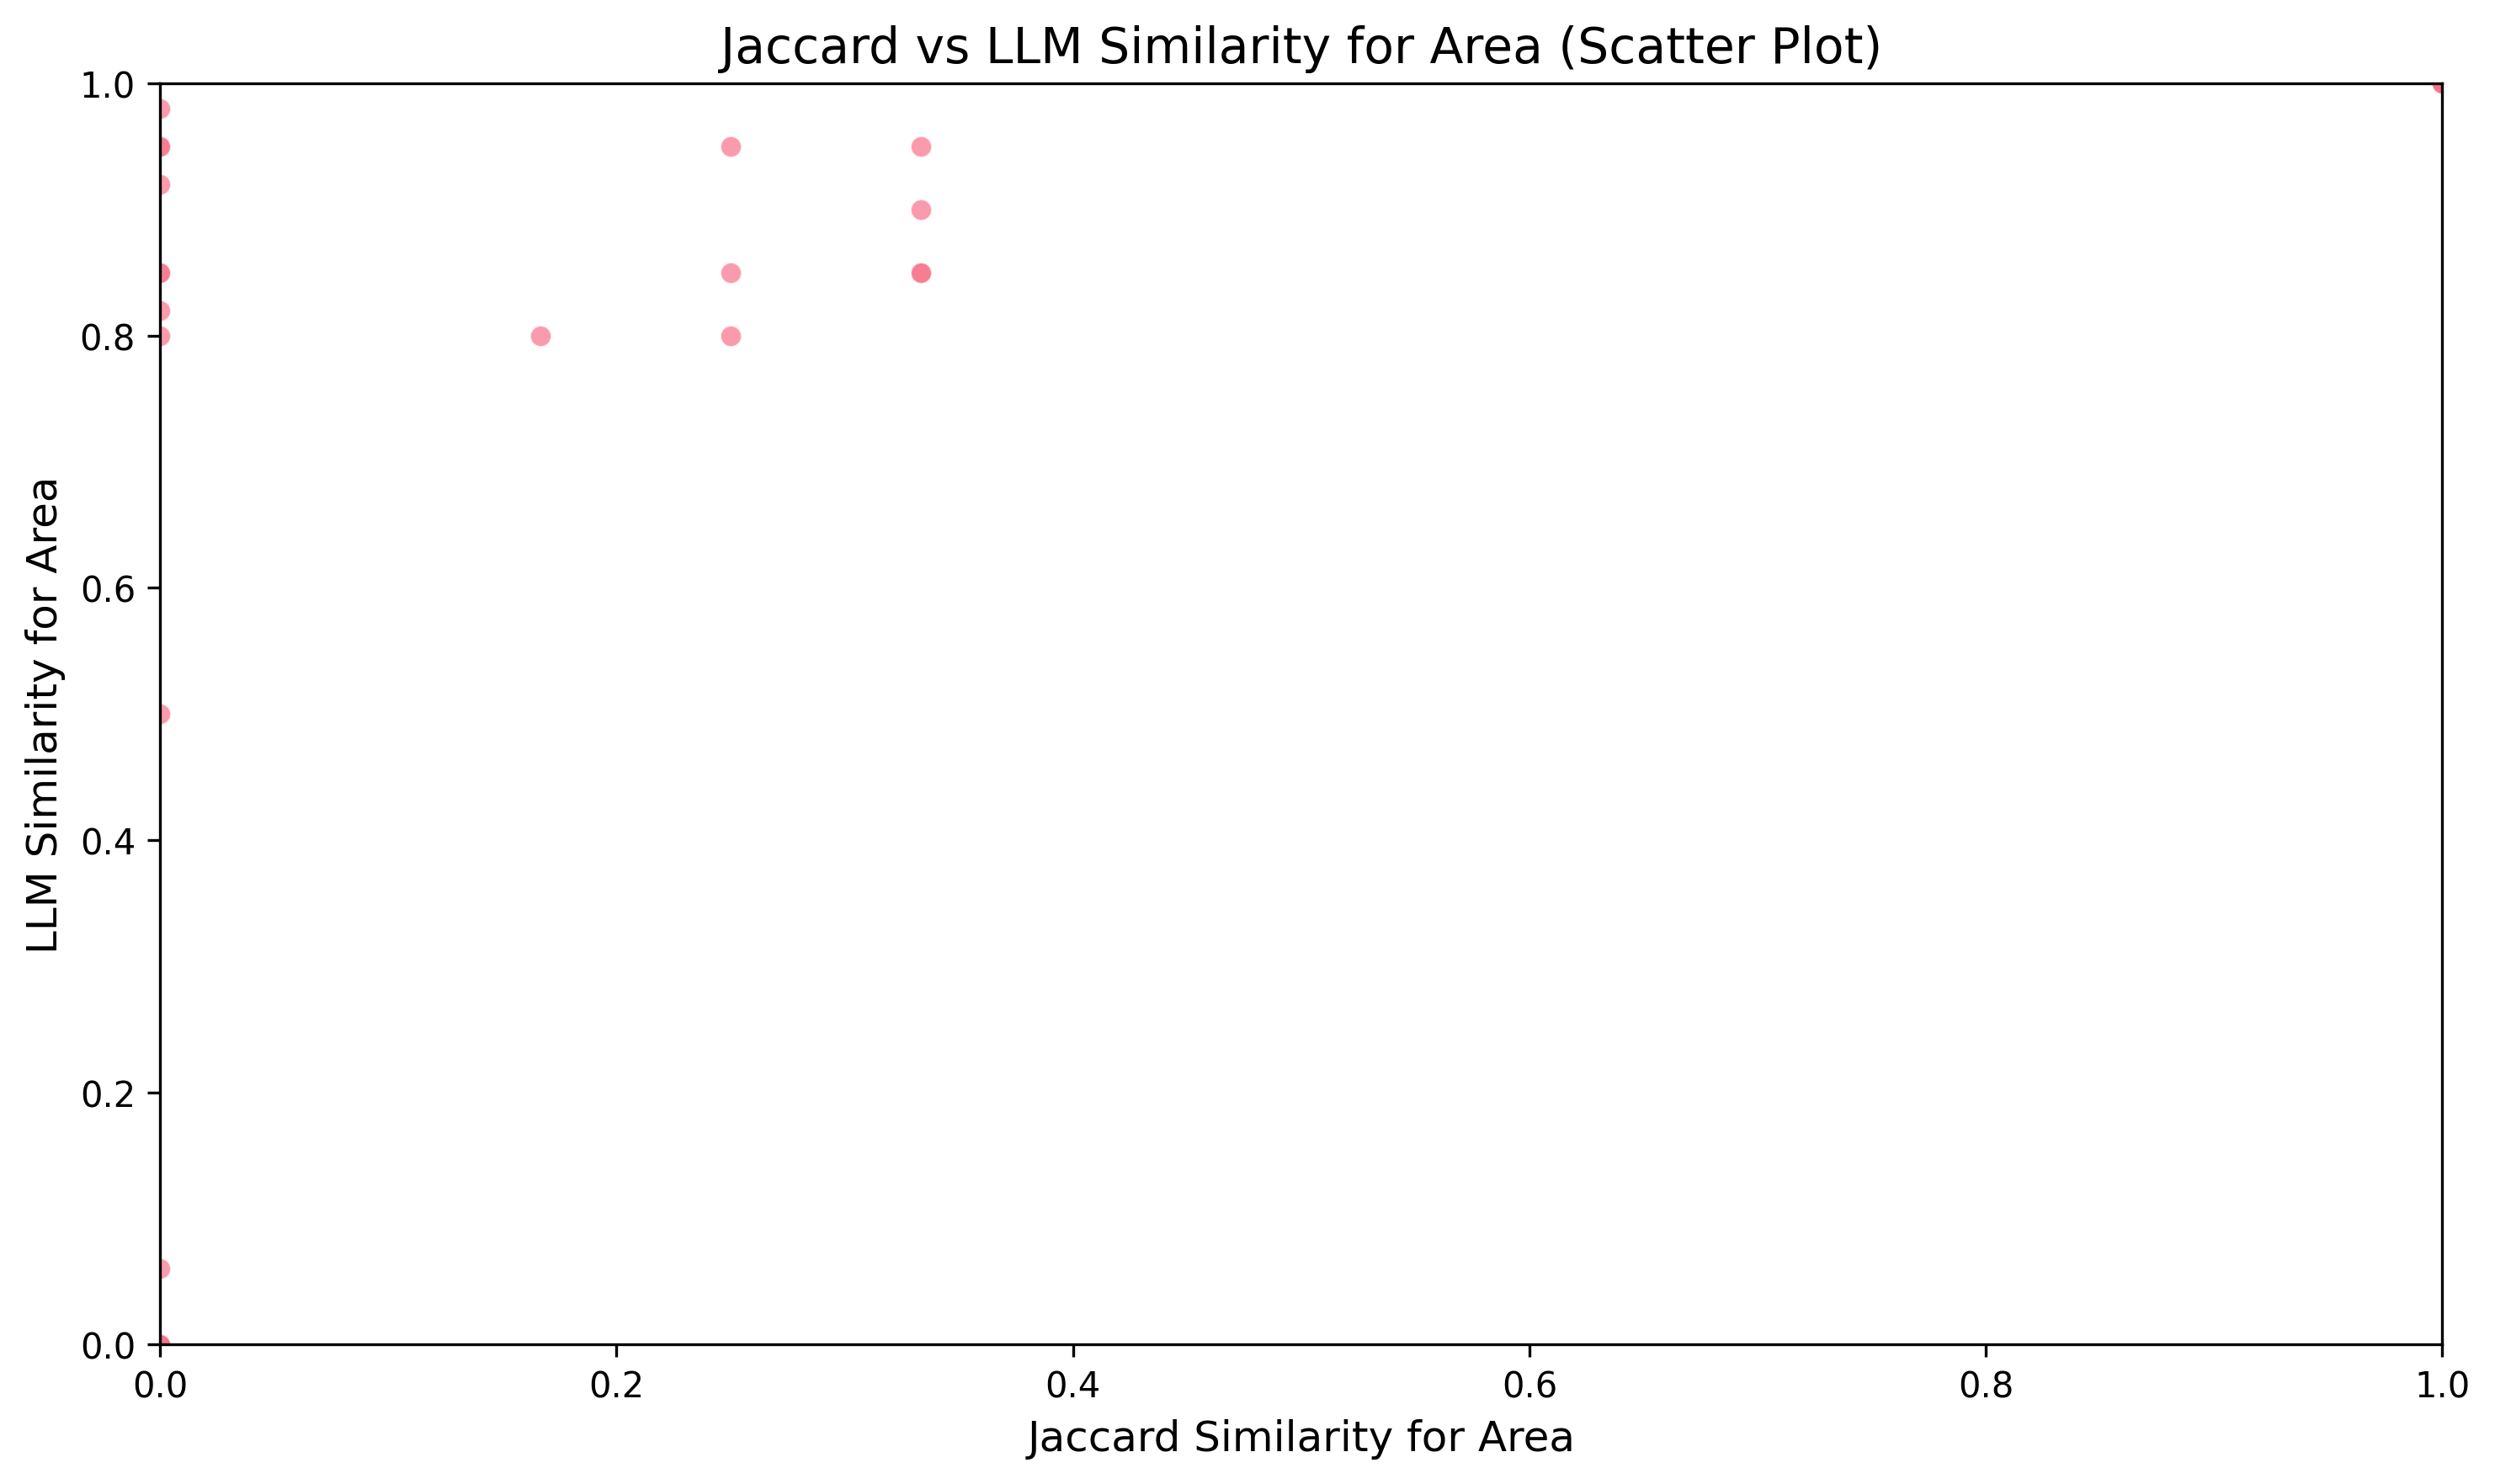 Jaccard vs LLM Similarity for Area (Scatter Plot)
LLM Similarity for Area
1.0
0.8
0.6
0.4
0.2
0.0
0.0 0.2 0.4 0.6 0.8 1.0
Jaccard Similarity for Area